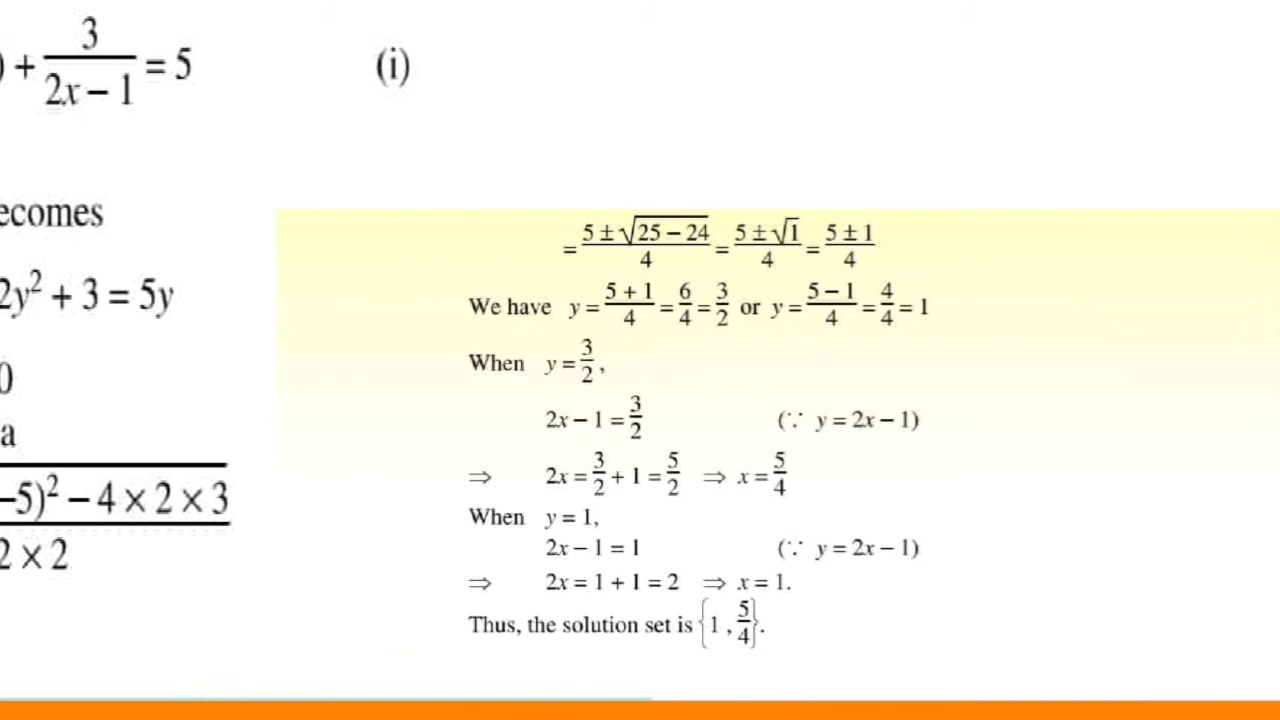 ) + 3/(2x − 1) = 5 (i)
ecomes
2y² + 3 = 5y
0
a
−5)² − 4 × 2 × 3
2 × 2
= (5 ± √(25 − 24))/4 = (5 ± √1)/4 = (5 ± 1)/4
We have y = (5 + 1)/4 = 6/4 = 3/2 or y = (5 − 1)/4 = 4/4 = 1
When y = 3/2,
2x − 1 = 3/2 (∵ y = 2x − 1)
⇒ 2x = 3/2 + 1 = 5/2 ⇒ x = 5/4
When y = 1,
2x − 1 = 1 (∵ y = 2x − 1)
⇒ 2x = 1 + 1 = 2 ⇒ x = 1.
Thus, the solution set is {1 , 5/4}.